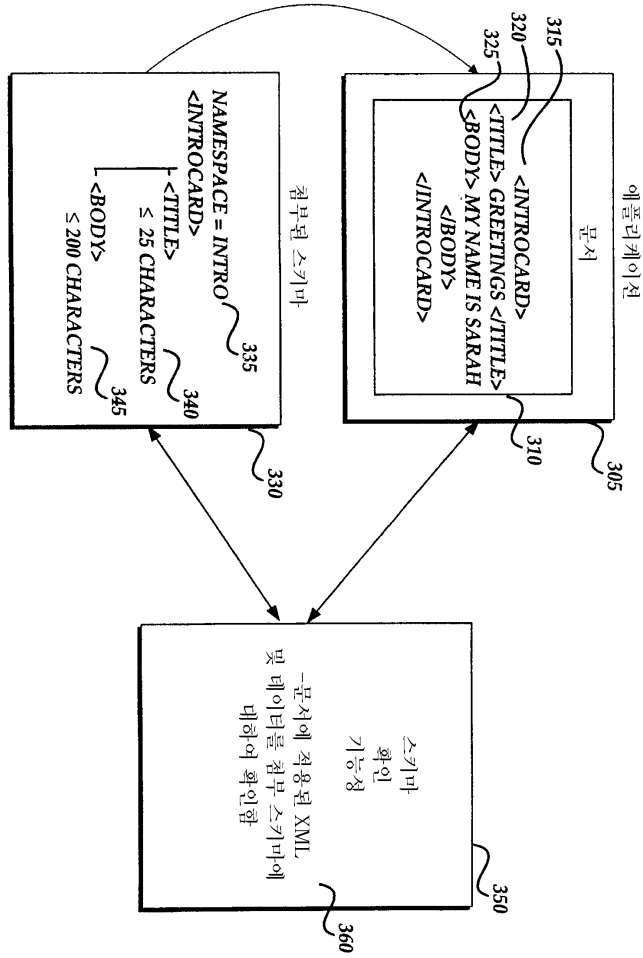 애플리케이션
문서
<INTROCARD>
<TITLE> GREETINGS </TITLE>
<BODY> MY NAME IS SARAH
</BODY>
</INTROCARD>
315
320
325
310
305
첨부된 스키마
NAMESPACE = INTRO
<INTROCARD>
<TITLE>
≤ 25 CHARACTERS
<BODY>
≤ 200 CHARACTERS
335
340
345
330
스키마
확인
기능성
-문서에 적용된 XML
및 데이터를 첨부 스키마에
대하여 확인함
350
360